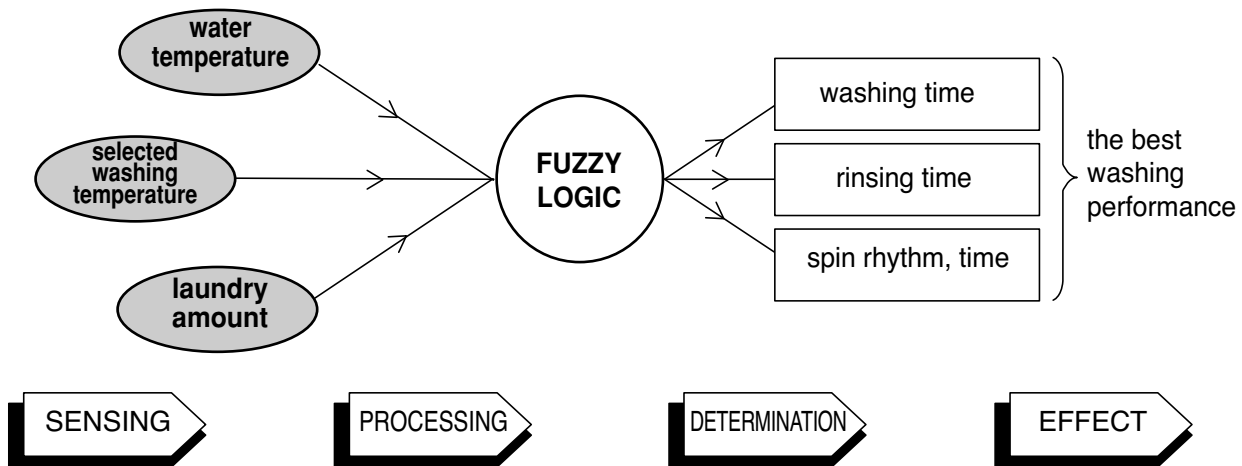 water
temperature
selected
washing
temperature
laundry
amount
FUZZY
LOGIC
washing time
rinsing time
spin rhythm, time
the best
washing
performance
SENSING
PROCESSING
DETERMINATION
EFFECT